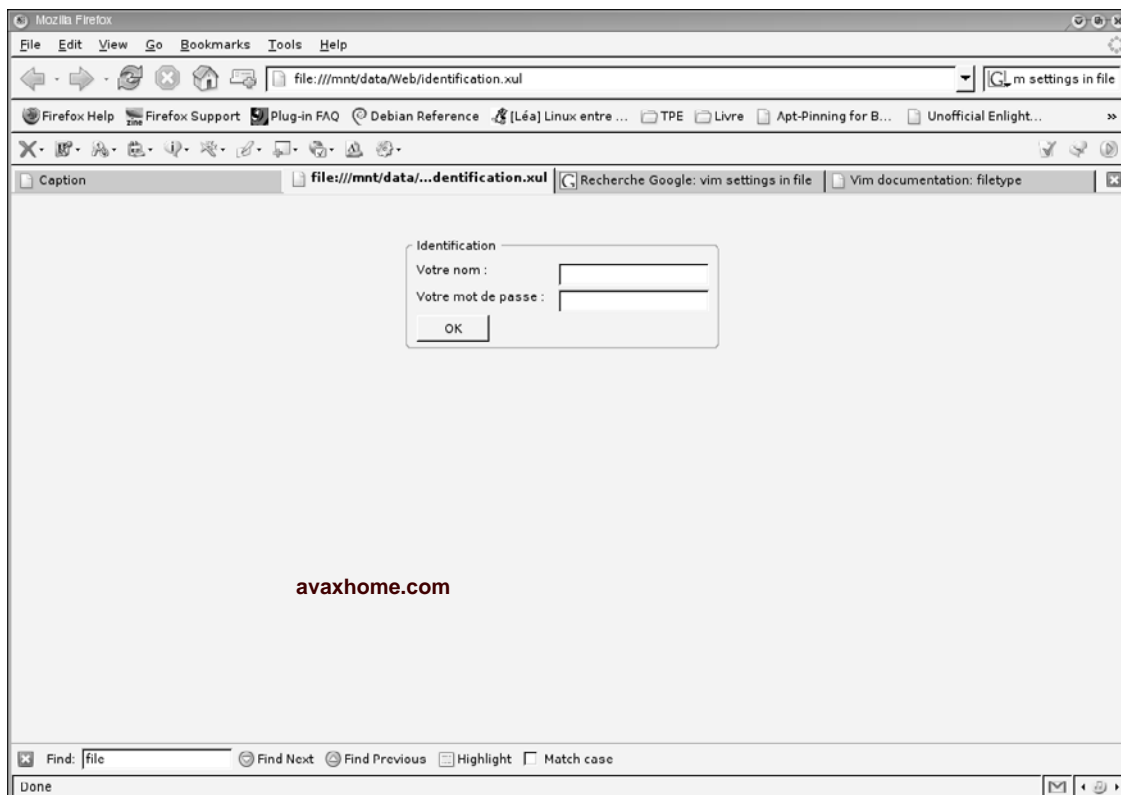 Mozilla Firefox
File Edit View Go Bookmarks Tools Help
file:///mnt/data/Web/identification.xul
m settings in file
Firefox Help Firefox Support Plug-in FAQ Debian Reference [Léa] Linux entre ... TPE Livre Apt-Pinning for B... Unofficial Enlight... »
Caption file:///mnt/data/...dentification.xul Recherche Google: vim settings in file Vim documentation: filetype
Identification
Votre nom :
Votre mot de passe :
OK
avaxhome.com
Find: file Find Next Find Previous Highlight Match case
Done